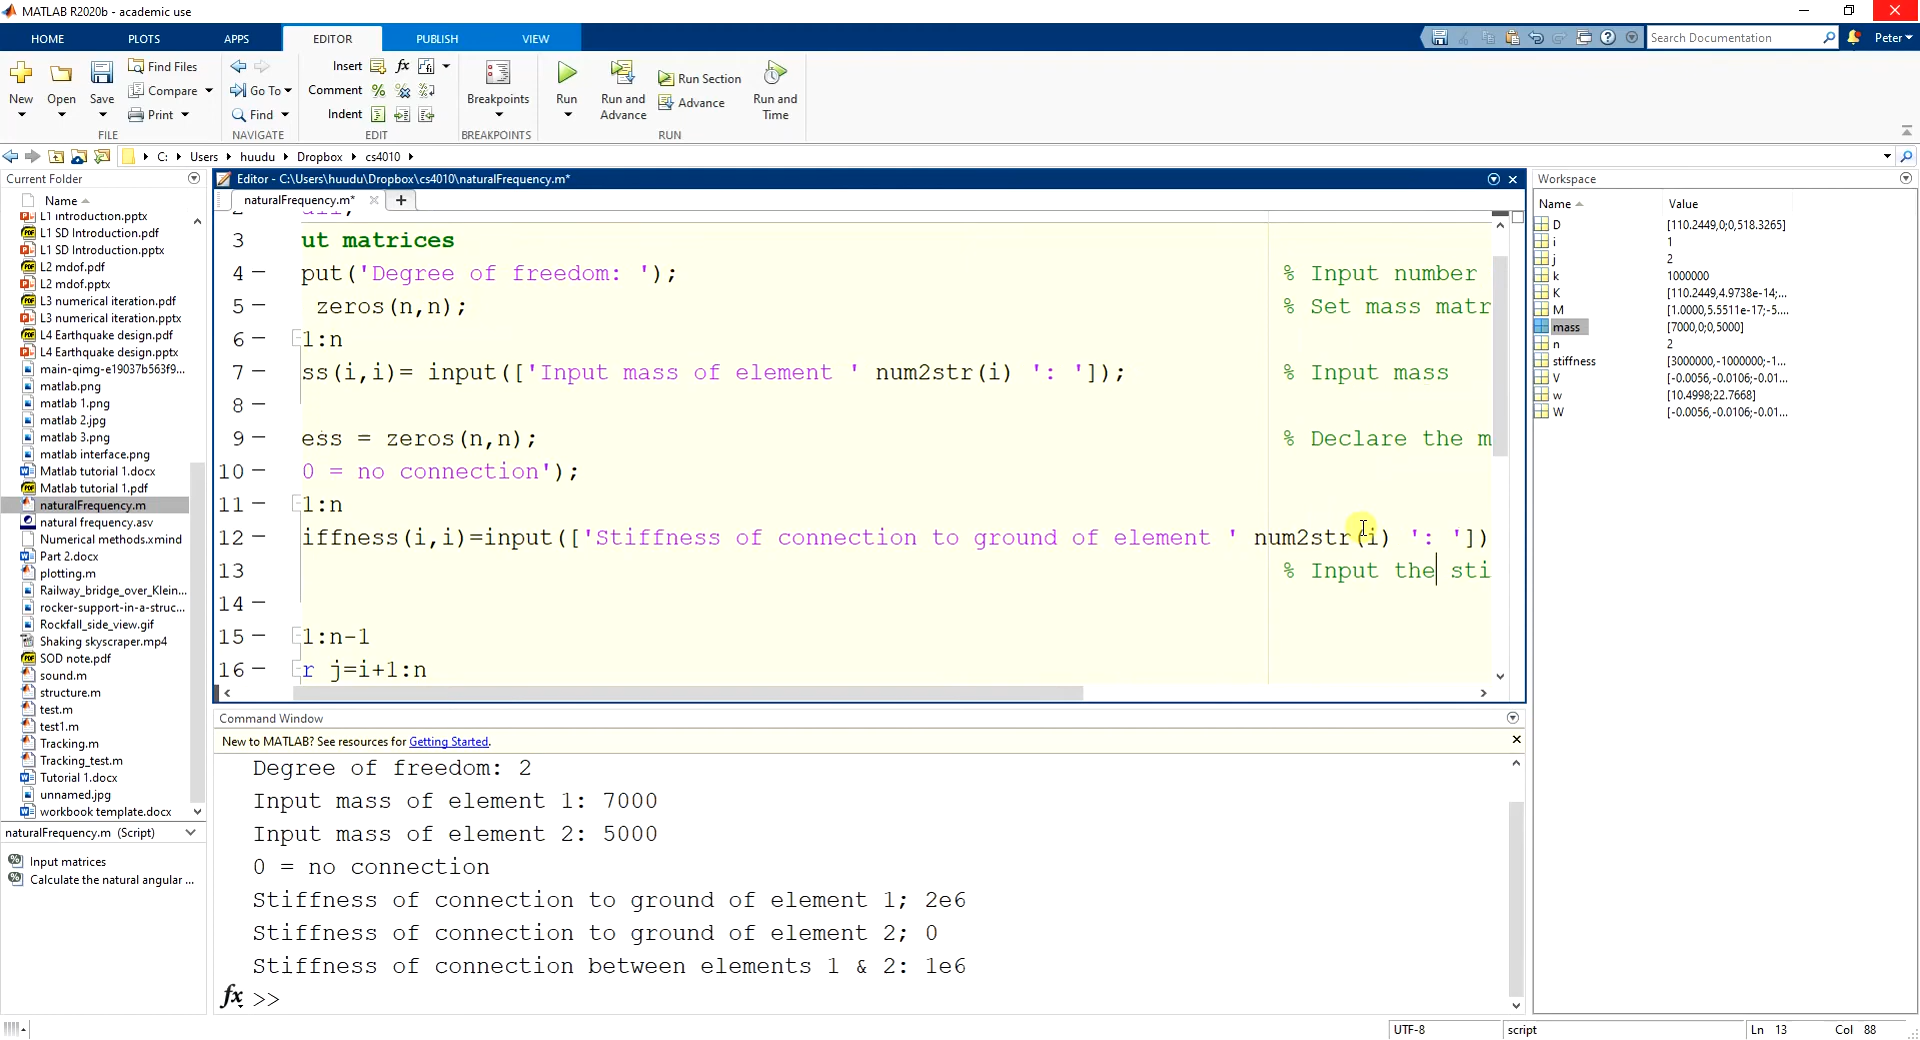 MATLAB R2020b - academic use
HOME PLOTS APPS EDITOR PUBLISH VIEW Search Documentation Peter
New Open Save Find Files Compare Print
FILE
Go To Find
NAVIGATE
Insert fx
Comment
Indent
EDIT
Breakpoints
BREAKPOINTS
Run Run and Advance Run Section Advance Run and Time
RUN
C: Users huudu Dropbox cs4010
Current Folder
Name
L1 introduction.pptx
L1 SD Introduction.pdf
L1 SD Introduction.pptx
L2 mdof.pdf
L2 mdof.pptx
L3 numerical iteration.pdf
L3 numerical iteration.pptx
L4 Earthquake design.pdf
L4 Earthquake design.pptx
main-qimg-e19037b563f9...
matlab.png
matlab 1.png
matlab 2.jpg
matlab 3.png
matlab interface.png
Matlab tutorial 1.docx
Matlab tutorial 1.pdf
naturalFrequency.m
natural frequency.asv
Numerical methods.xmind
Part 2.docx
plotting.m
Railway_bridge_over_Klein...
rocker-support-in-a-struc...
Rockfall_side_view.gif
Shaking skyscraper.mp4
SOD note.pdf
sound.m
structure.m
test.m
test1.m
Tracking.m
Tracking_test.m
Tutorial 1.docx
unnamed.jpg
workbook template.docx
naturalFrequency.m (Script)
Input matrices
Calculate the natural angular ...
Editor - C:\Users\huudu\Dropbox\cs4010\naturalFrequency.m*
naturalFrequency.m*
3 ut matrices
4 put('Degree of freedom: '); % Input number
5 zeros(n,n); % Set mass matr
6 1:n
7 ss(i,i)= input(['Input mass of element ' num2str(i) ': ']); % Input mass
8
9 ess = zeros(n,n); % Declare the m
10 0 = no connection');
11 1:n
12 iffness(i,i)=input(['Stiffness of connection to ground of element ' num2str(i) ': '])
13 % Input the sti
14
15 1:n-1
16 r j=i+1:n
Command Window
New to MATLAB? See resources for Getting Started.
Degree of freedom: 2
Input mass of element 1: 7000
Input mass of element 2: 5000
0 = no connection
Stiffness of connection to ground of element 1; 2e6
Stiffness of connection to ground of element 2; 0
Stiffness of connection between elements 1 & 2: 1e6
fx >>
Workspace
Name Value
D [110.2449,0;0,518.3265]
i 1
j 2
k 1000000
K [110.2449,4.9738e-14;...
M [1.0000,5.5511e-17;-5....
mass [7000,0;0,5000]
n 2
stiffness [3000000,-1000000;-1...
V [-0.0056,-0.0106;-0.01...
w [10.4998;22.7668]
W [-0.0056,-0.0106;-0.01...
UTF-8 script Ln 13 Col 88